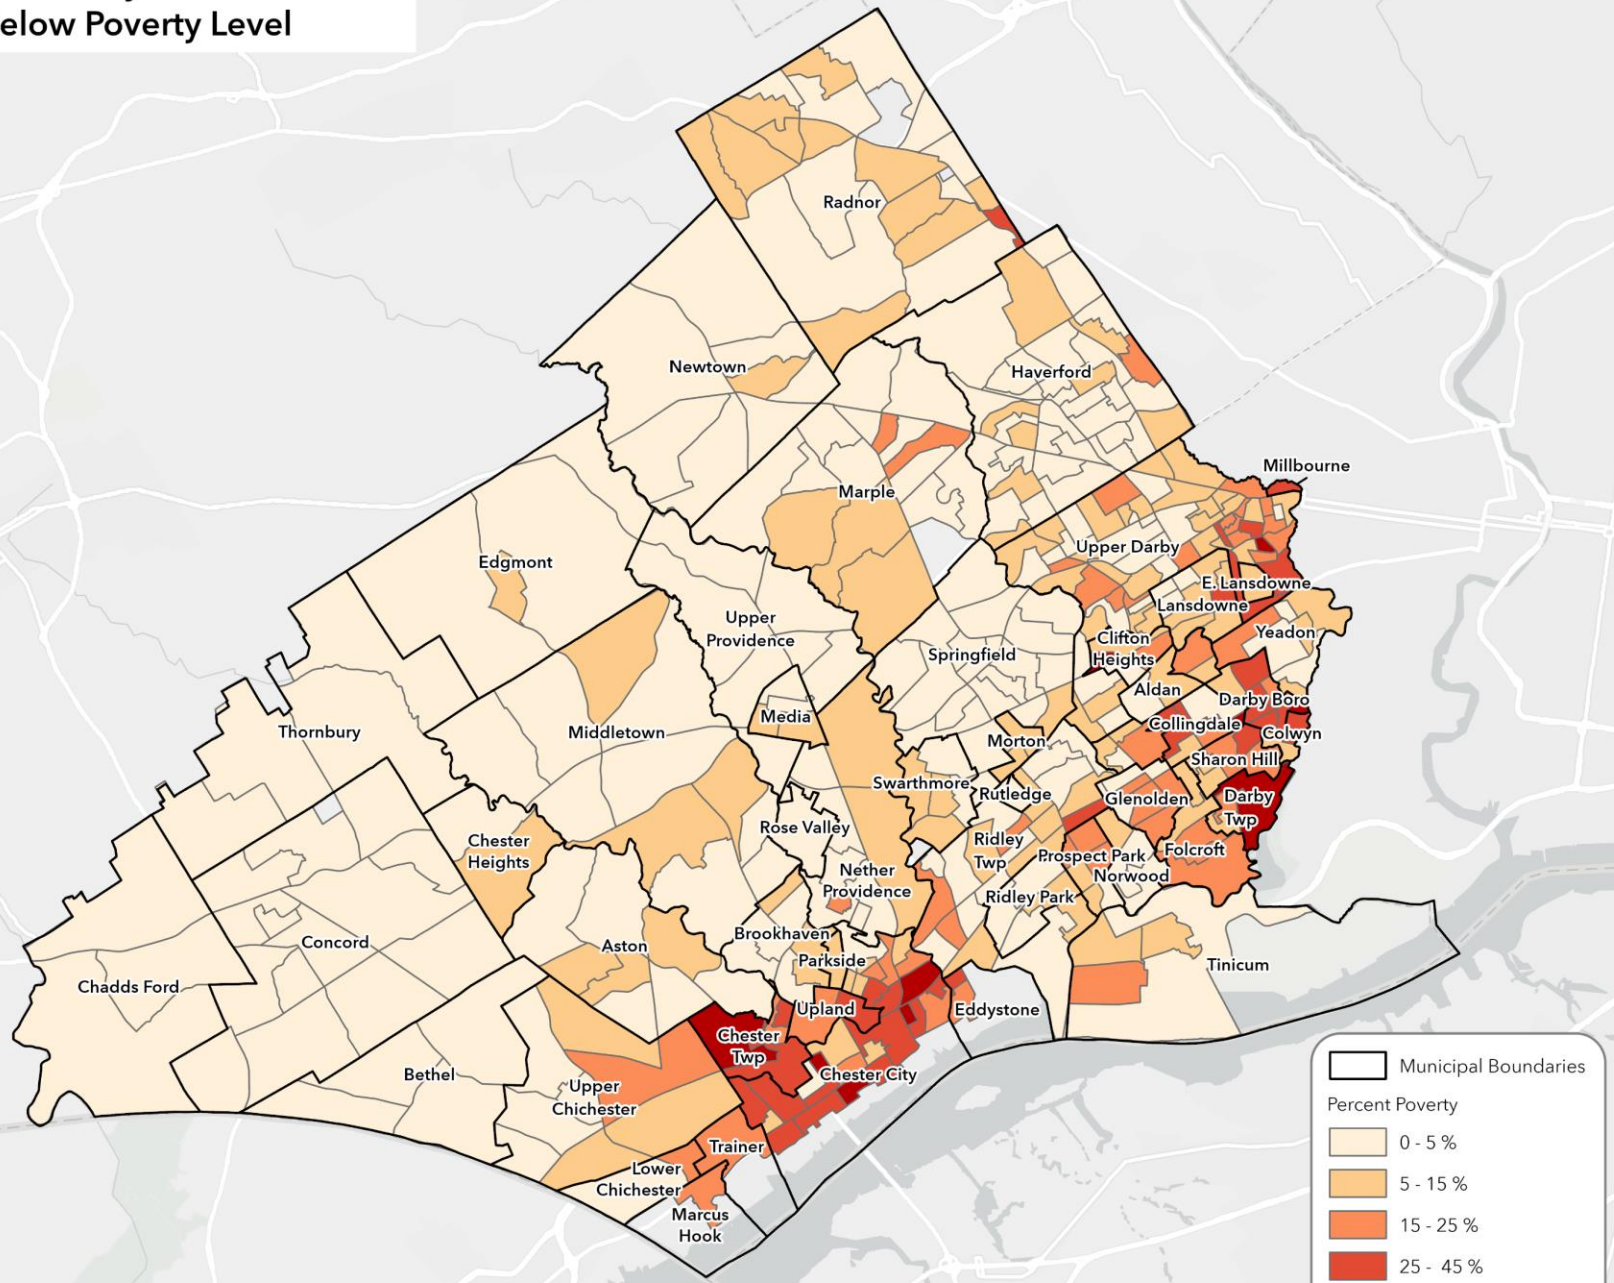 elow Poverty Level
Radnor
Newtown
Haverford
Millbourne
Marple
Upper Darby
Edgmont
E. Lansdowne
Lansdowne
Upper
Providence
Yeadon
Clifton
Heights
Springfield
Aldan
Darby Boro
Media
Collingdale
Colwyn
Thornbury
Middletown
Morton
Sharon Hill
Swarthmore
Rutledge
Glenolden
Darby
Twp
Rose Valley
Chester
Heights
Ridley
Twp
Prospect Park
Folcroft
Norwood
Nether
Providence
Ridley Park
Concord
Aston
Brookhaven
Parkside
Tinicum
Chadds Ford
Upland
Eddystone
Chester
Twp
Chester City
Bethel
Upper
Chichester
Trainer
Lower
Chichester
Marcus
Hook
Municipal Boundaries
Percent Poverty
0 - 5 %
5 - 15 %
15 - 25 %
25 - 45 %